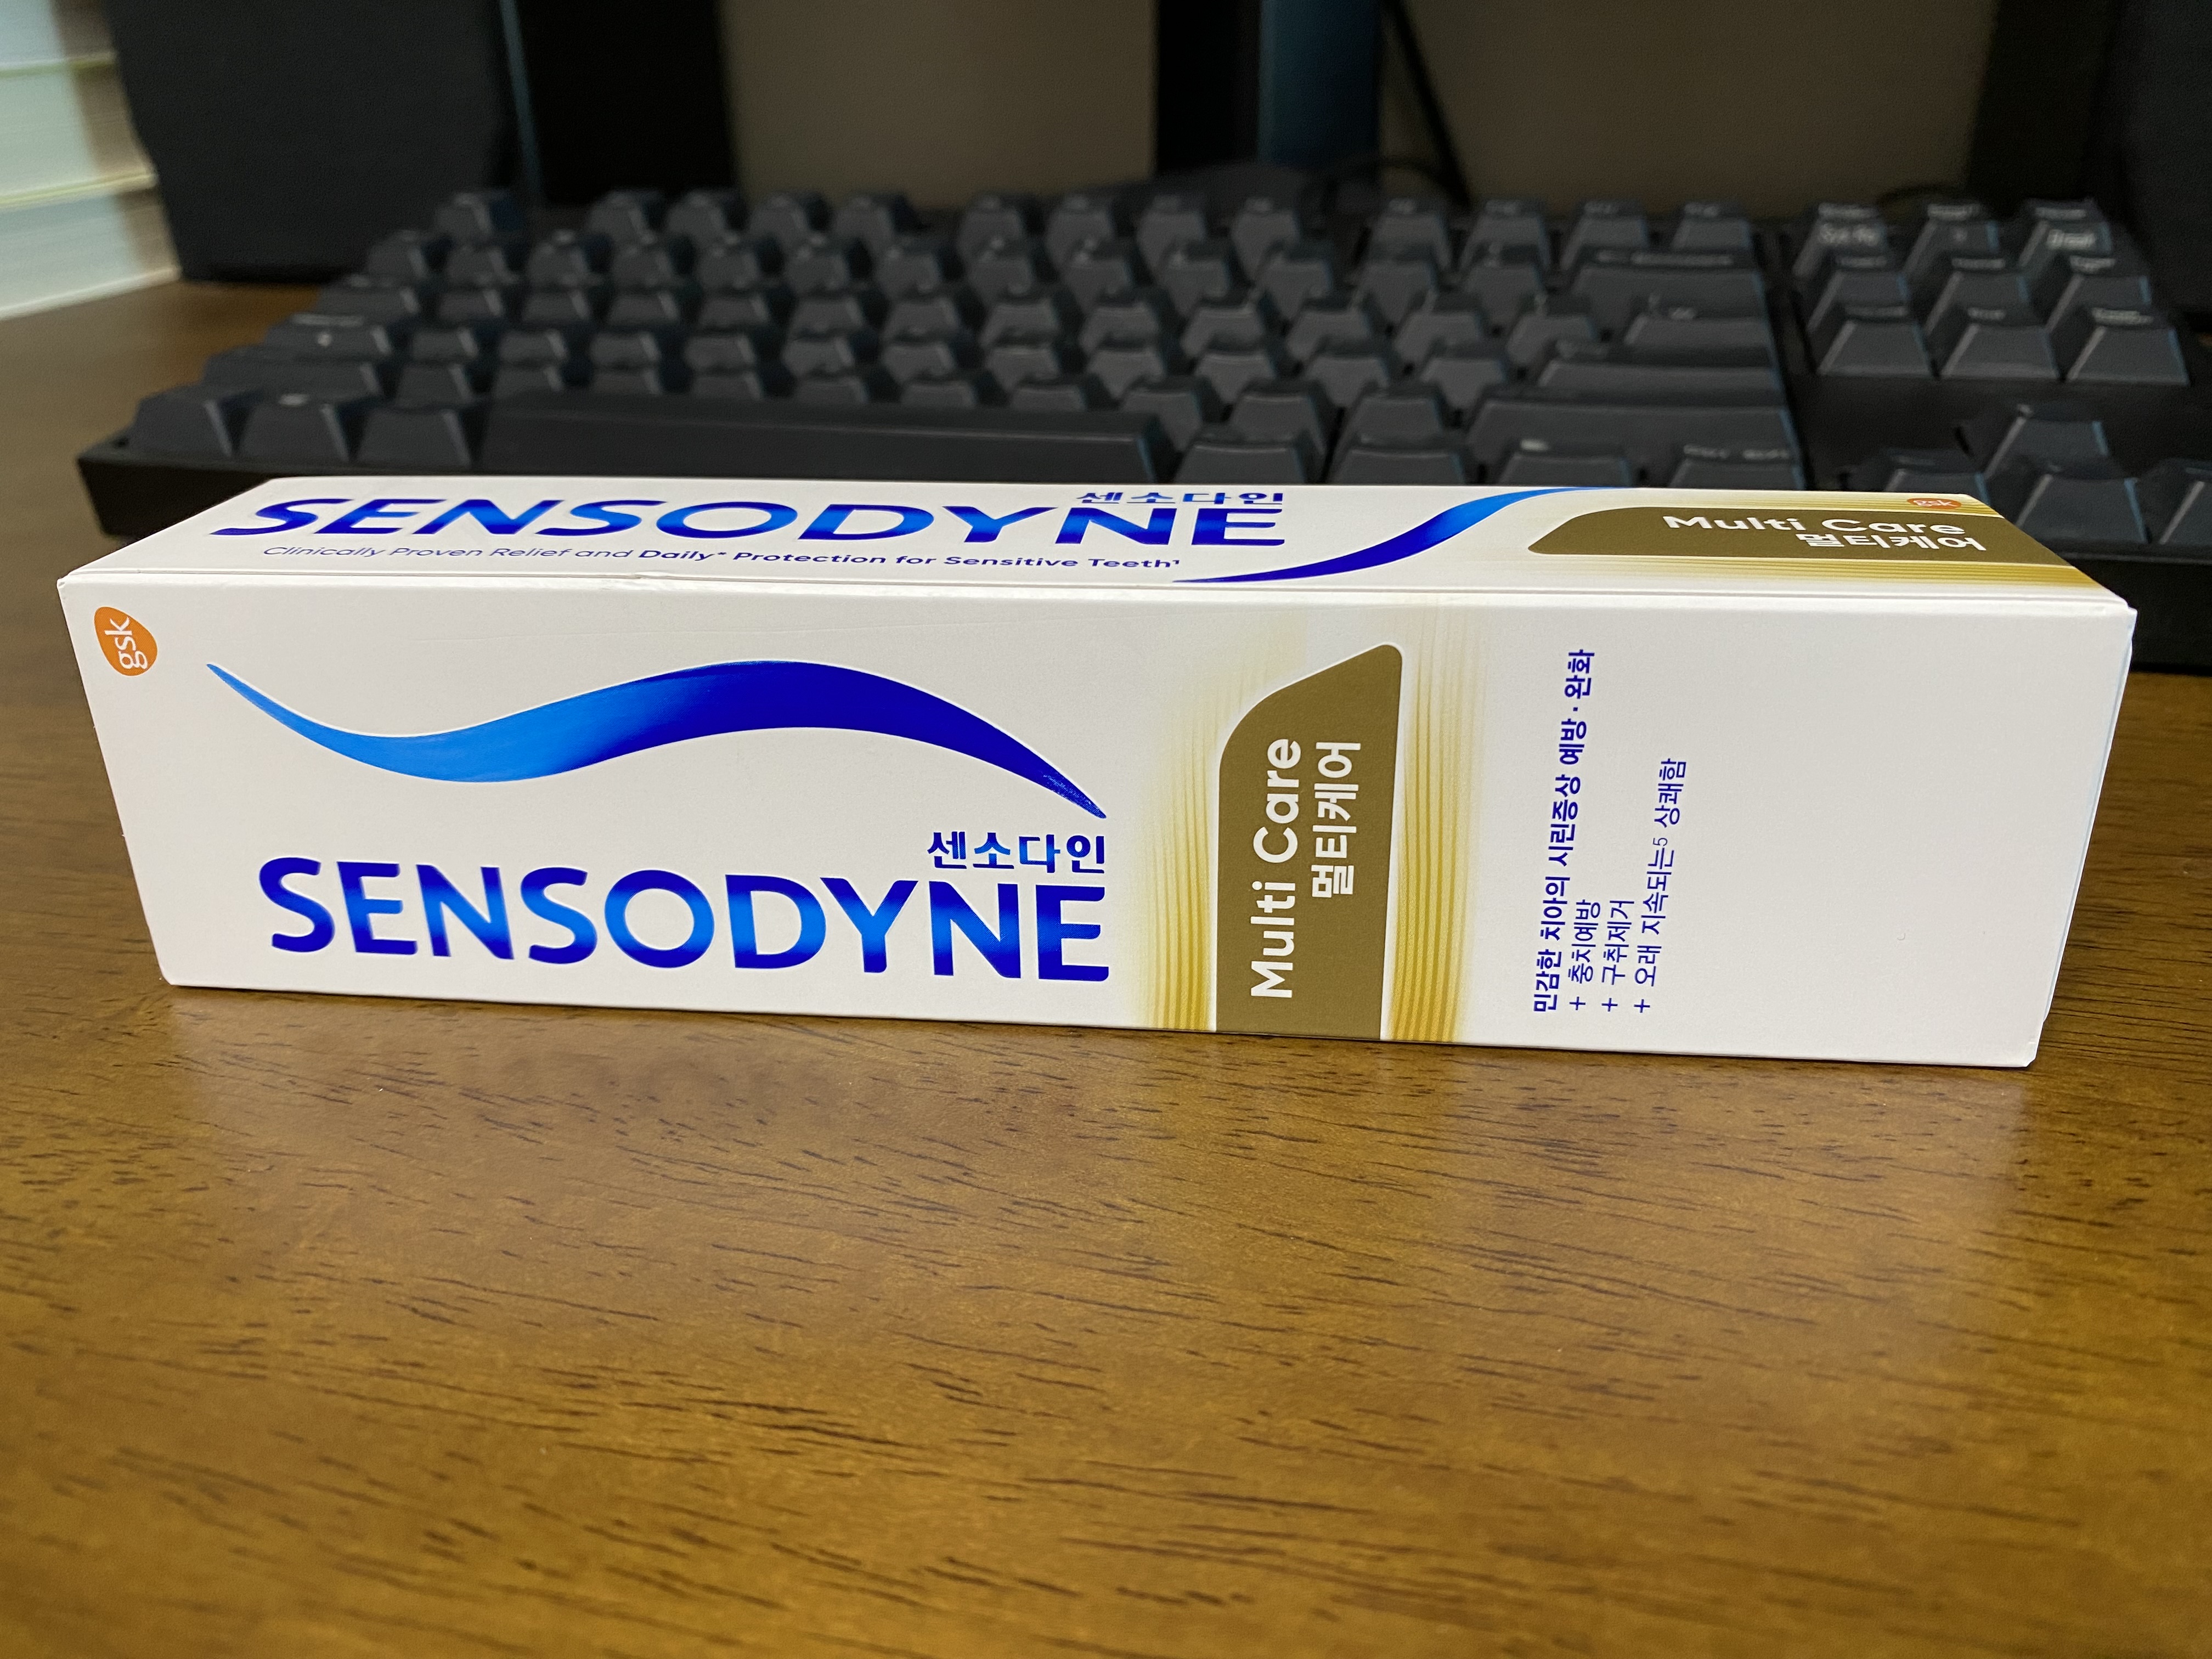 센소다인
SENSODYNE
Clinically Proven Relief and Daily* Protection for Sensitive Teeth¹
gsk
Multi Care
멀티케어
gsk
센소다인
SENSODYNE
Multi Care
멀티케어
민감한 치아의 시린증상 예방·완화
+ 충치예방
+ 구취제거
+ 오래 지속되는⁵ 상쾌함